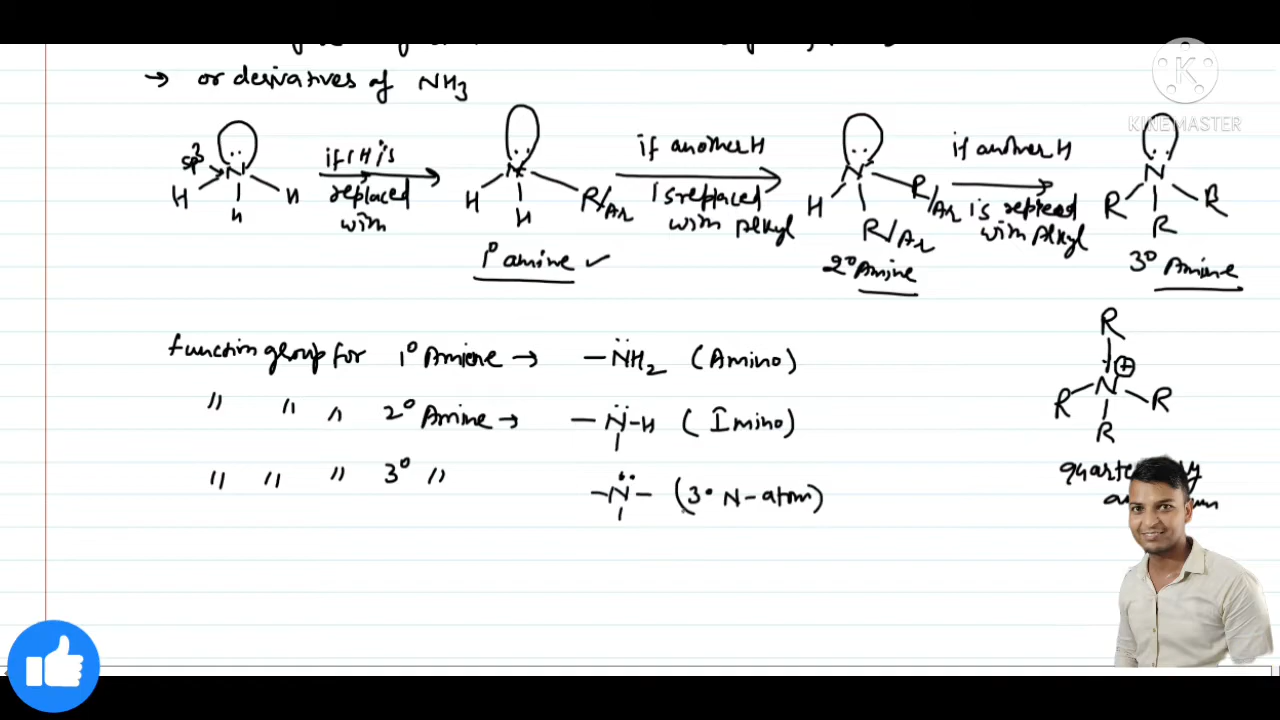 → or derivatives of NH3
sp3 N H H H
if 1 H is replaced with
N H H R/Ar
1° amine ✓
if another H is replaced with Alkyl
N H R/Ar R/Ar
2° Amine
if another H is replced with Alkyl
N R R R
3° Amine
function group for 1° Amiene → -NH2 (Amino)
" " " 2° Amine → -N-H (Imino)
" " " 3° " -N- (3° N-atom)
R
N +
R R
R
KINEMASTER